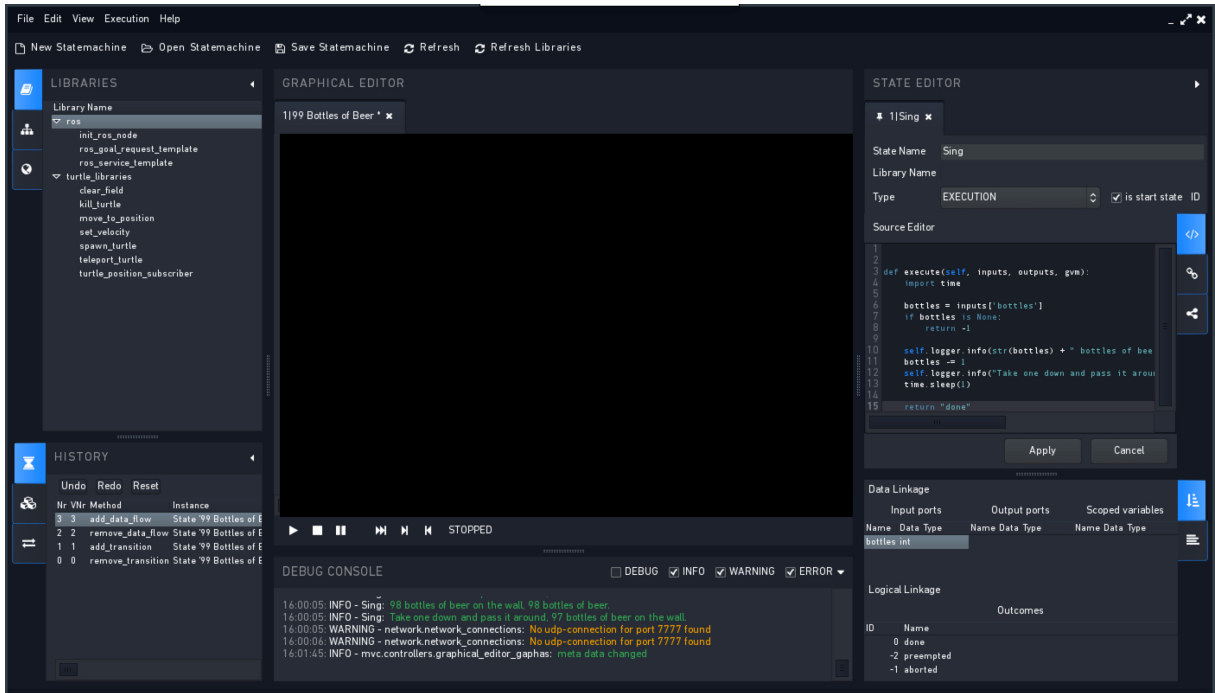 File Edit View Execution Help
New Statemachine Open Statemachine Save Statemachine Refresh Refresh Libraries
LIBRARIES
Library Name
ros
init_ros_node
ros_goal_request_template
ros_service_template
turtle_libraries
clear_field
kill_turtle
move_to_position
set_velocity
spawn_turtle
teleport_turtle
turtle_position_subscriber
HISTORY
Undo Redo Reset
Nr VNr Method Instance
3 3 add_data_flow State '99 Bottles of B
2 2 remove_data_flow State '99 Bottles of B
1 1 add_transition State '99 Bottles of B
0 0 remove_transition State '99 Bottles of B
GRAPHICAL EDITOR
1|99 Bottles of Beer *
STOPPED
DEBUG CONSOLE
DEBUG INFO WARNING ERROR
16:00:05: INFO - Sing: 98 bottles of beer on the wall, 98 bottles of beer.
16:00:05: INFO - Sing: Take one down and pass it around, 97 bottles of beer on the wall.
16:00:05: WARNING - network.network_connections: No udp-connection for port 7777 found
16:00:06: WARNING - network.network_connections: No udp-connection for port 7777 found
16:01:45: INFO - mvc.controllers.graphical_editor_gaphas: meta data changed
STATE EDITOR
1|Sing
State Name Sing
Library Name
Type EXECUTION is start state ID
Source Editor
1
2
3 def execute(self, inputs, outputs, gvm):
4 import time
5
6 bottles = inputs['bottles']
7 if bottles is None:
8 return -1
9
10 self.logger.info(str(bottles) + " bottles of bee
11 bottles -= 1
12 self.logger.info("Take one down and pass it arou
13 time.sleep(1)
14
15 return "done"
Apply Cancel
Data Linkage
Input ports Output ports Scoped variables
Name Data Type Name Data Type Name Data Type
bottles int
Logical Linkage
Outcomes
ID Name
0 done
-2 preempted
-1 aborted